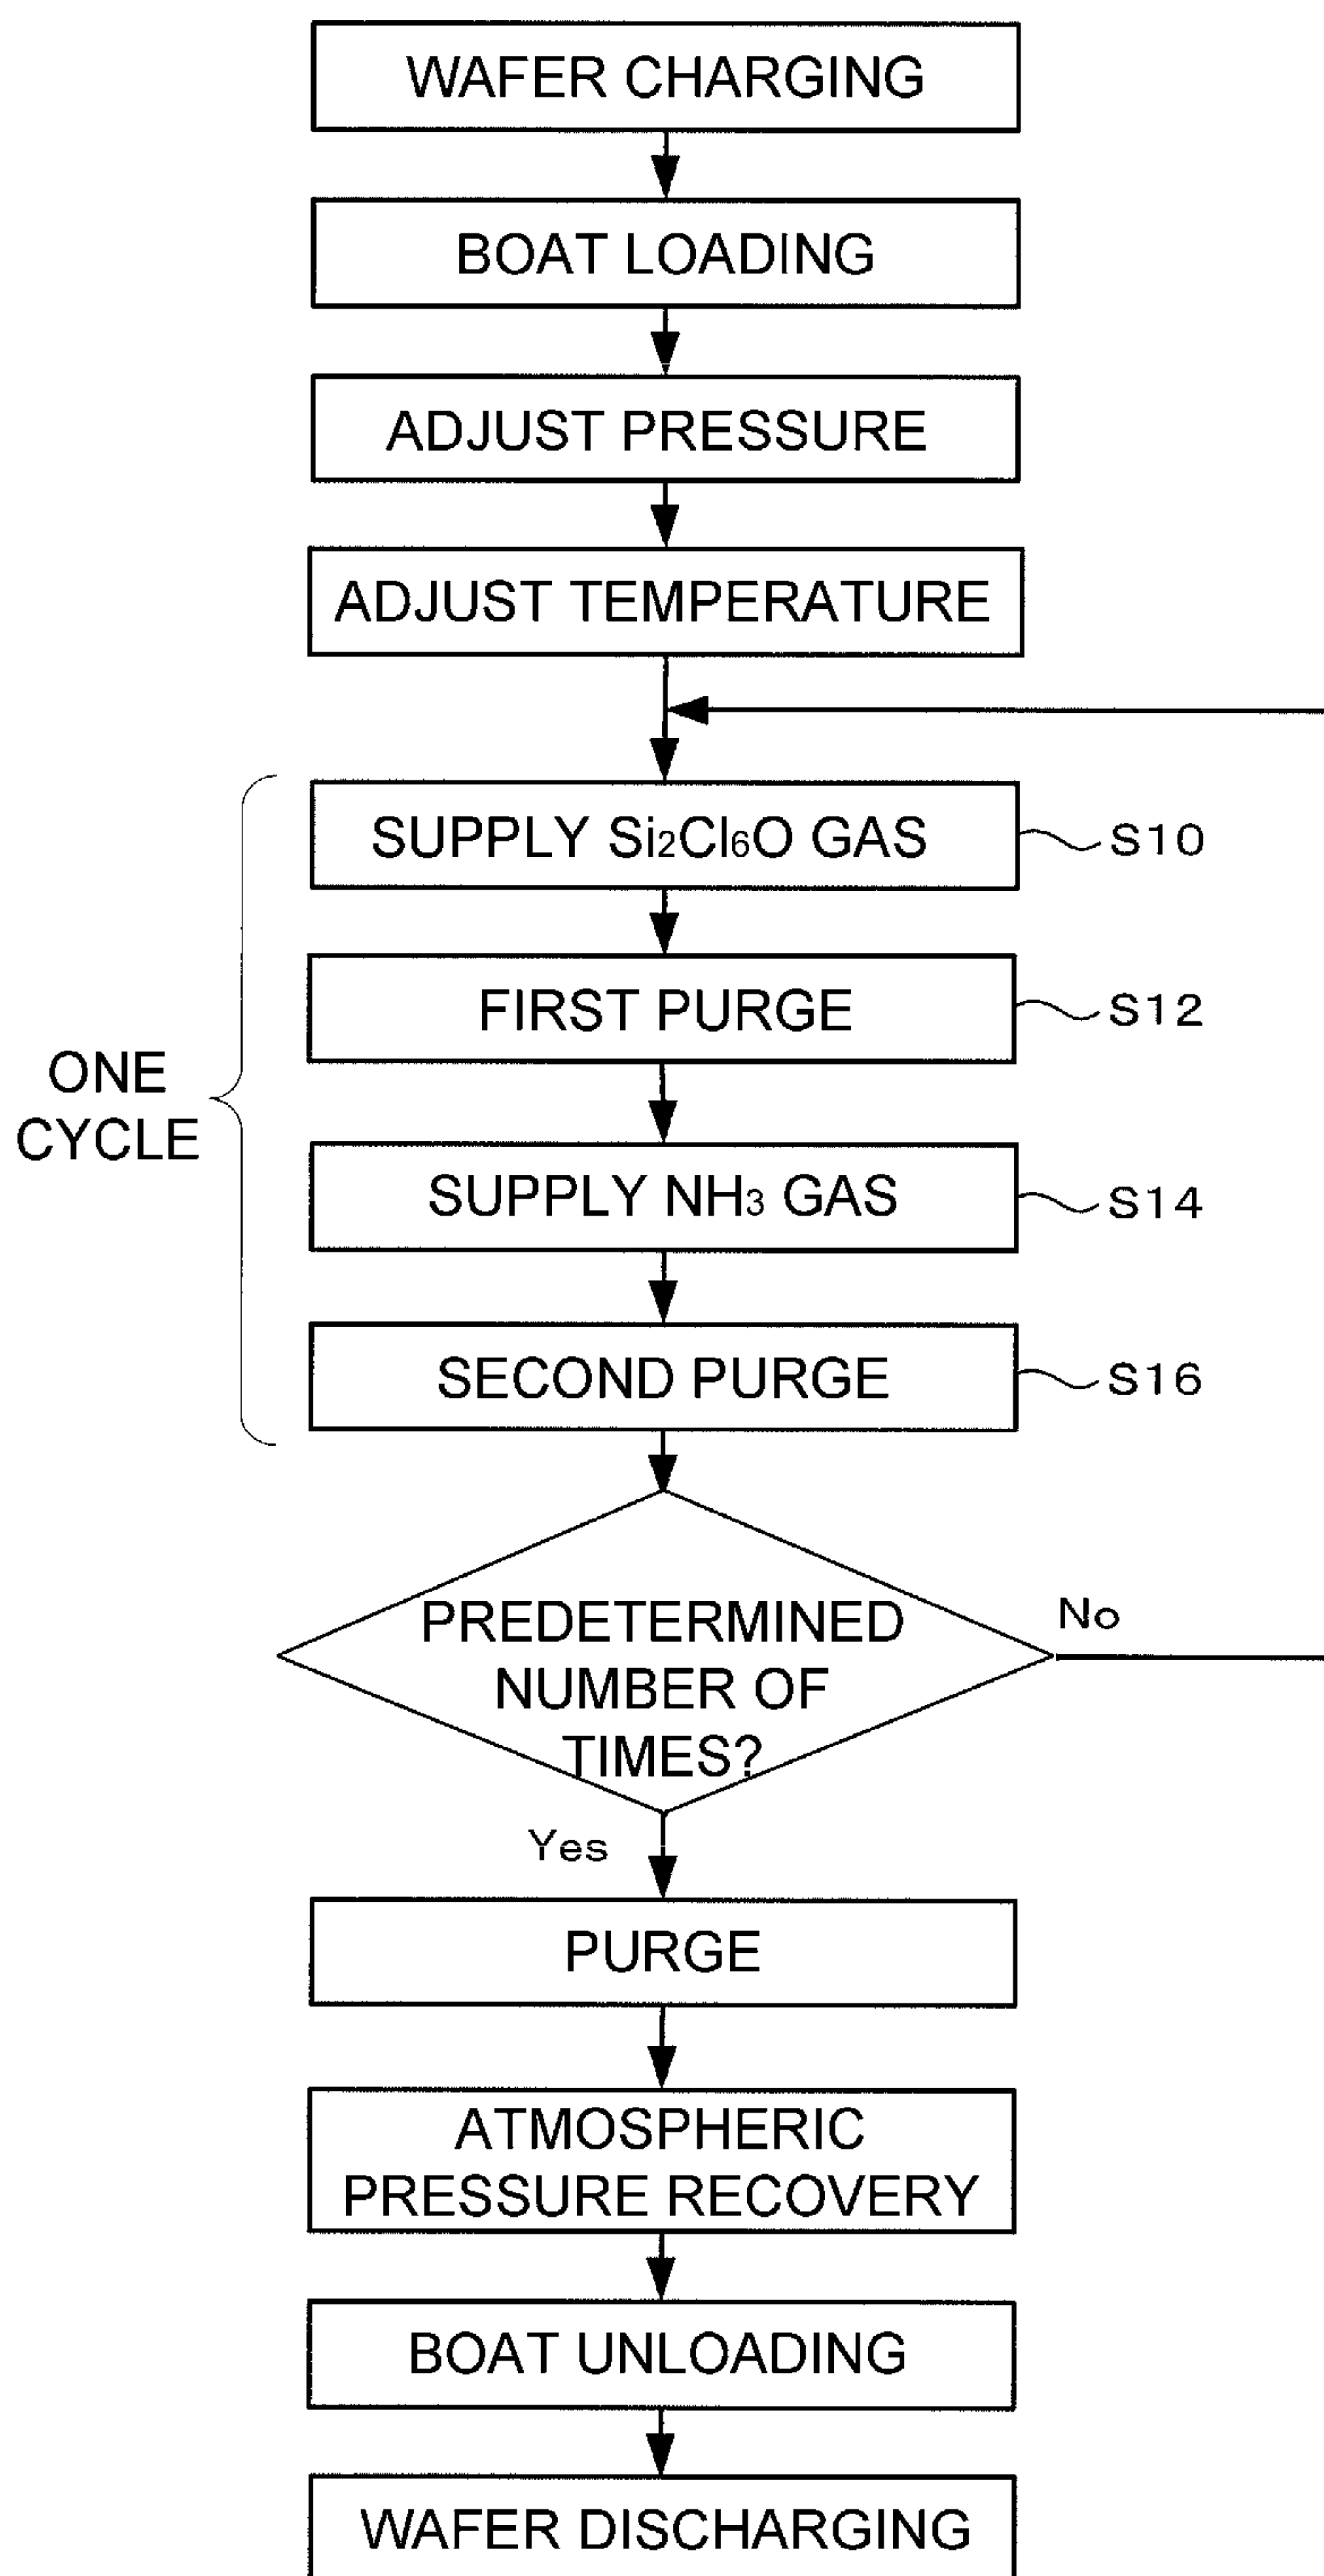 WAFER CHARGING
BOAT LOADING
ADJUST PRESSURE
ADJUST TEMPERATURE
SUPPLY Si₂Cl₆O GAS
S10
FIRST PURGE
S12
ONE
CYCLE
SUPPLY NH₃ GAS
S14
SECOND PURGE
S16
PREDETERMINED
NUMBER OF
TIMES?
No
Yes
PURGE
ATMOSPHERIC
PRESSURE RECOVERY
BOAT UNLOADING
WAFER DISCHARGING